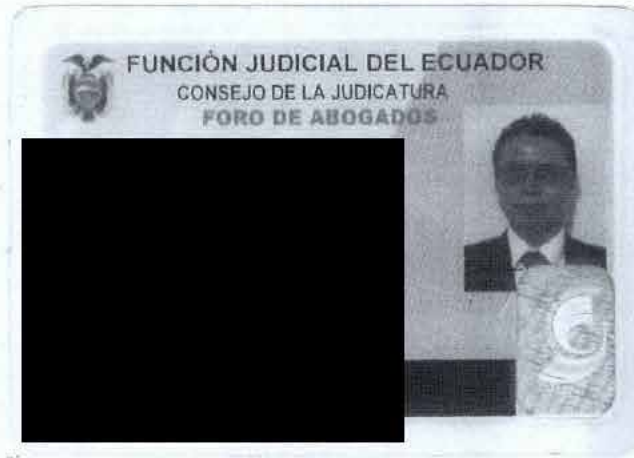 FUNCIÓN JUDICIAL DEL ECUADOR
CONSEJO DE LA JUDICATURA
FORO DE ABOGADOS